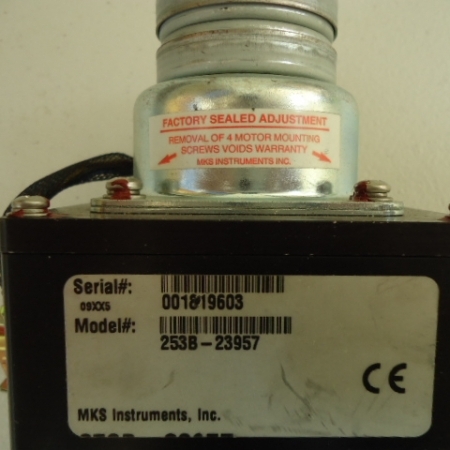 FACTORY SEALED ADJUSTMENT
REMOVAL OF 4 MOTOR MOUNTING
SCREWS VOIDS WARRANTY
MKS INSTRUMENTS INC.
Serial#:
09XX5 001819603
Model#:
253B-23957
CE
MKS Instruments, Inc.